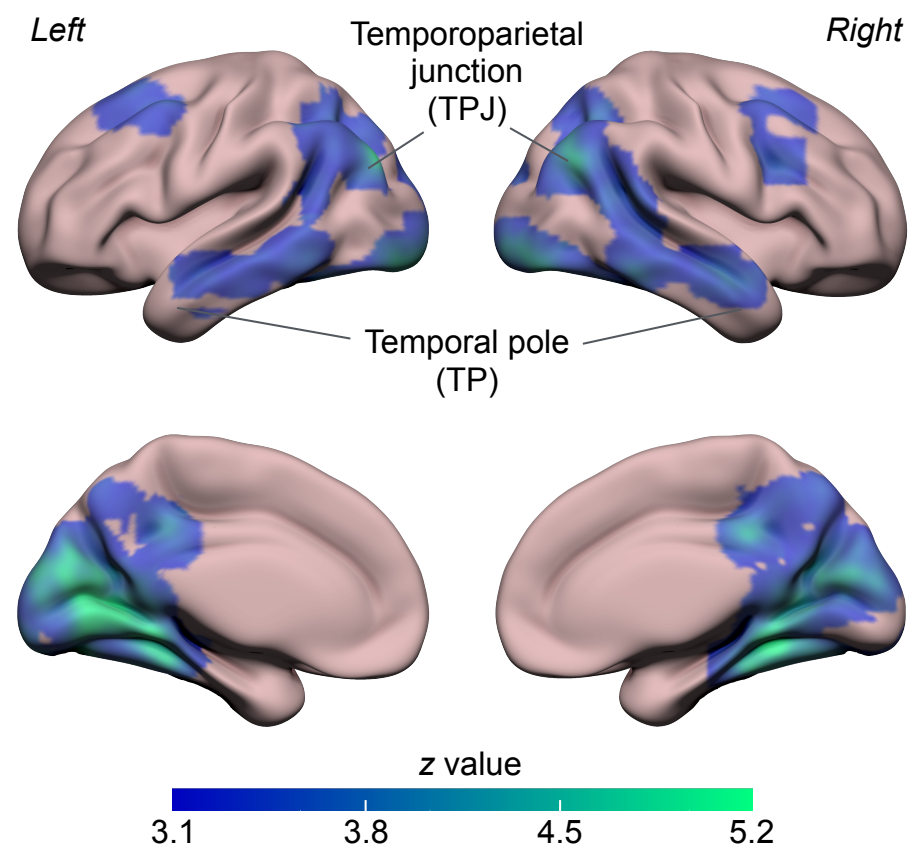 Left
Temporoparietal
junction
(TPJ)
Right
Temporal pole
(TP)
z value
3.1 3.8 4.5 5.2